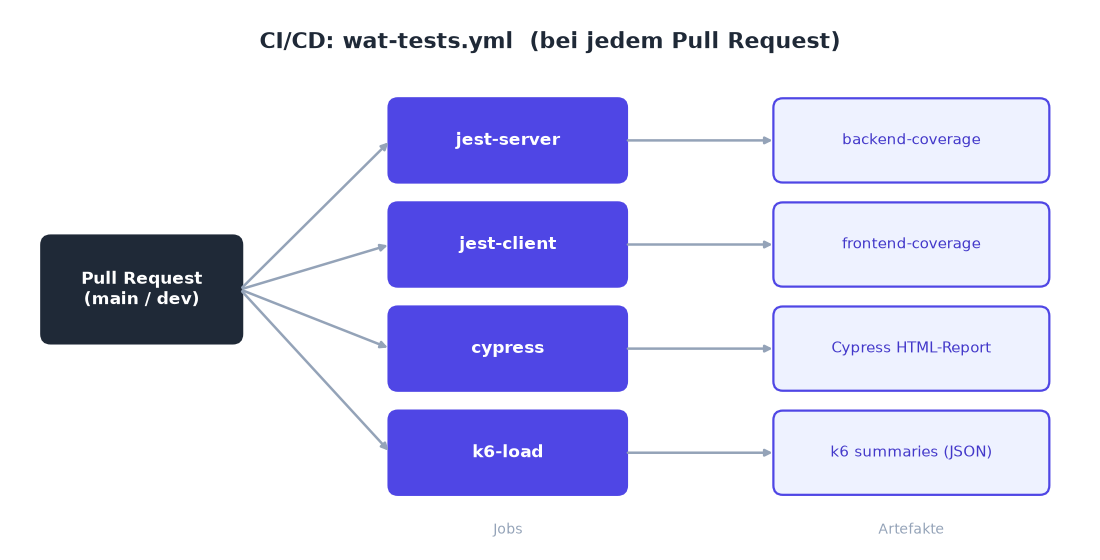 CI/CD: wat-tests.yml  (bei jedem Pull Request)
Pull Request
(main / dev)
jest-server
backend-coverage
jest-client
frontend-coverage
cypress
Cypress HTML-Report
k6-load
k6 summaries (JSON)
Jobs
Artefakte